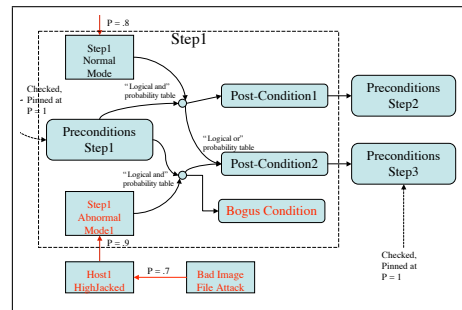 P = .8
Step1
Step1
Normal
Mode
Checked,
Pinned at
P = 1
"Logical and"
probability table
Post-Condition1
Preconditions
Step2
Preconditions
Step1
"Logical or"
probability table
Post-Condition2
Preconditions
Step3
"Logical and"
probability table
Step1
Abnormal
Mode1
Bogus Condition
P = .9
Checked,
Pinned at
P = 1
Host1
HighJacked
P = .7
Bad Image
File Attack